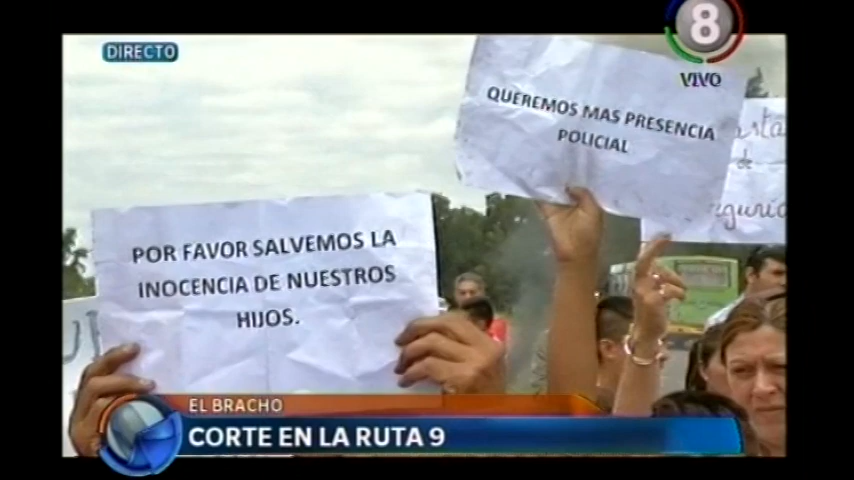 DIRECTO
8
VIVO
QUEREMOS MAS PRESENCIA
POLICIAL
de
POR FAVOR SALVEMOS LA
INOCENCIA DE NUESTROS
HIJOS.
EL BRACHO
CORTE EN LA RUTA 9